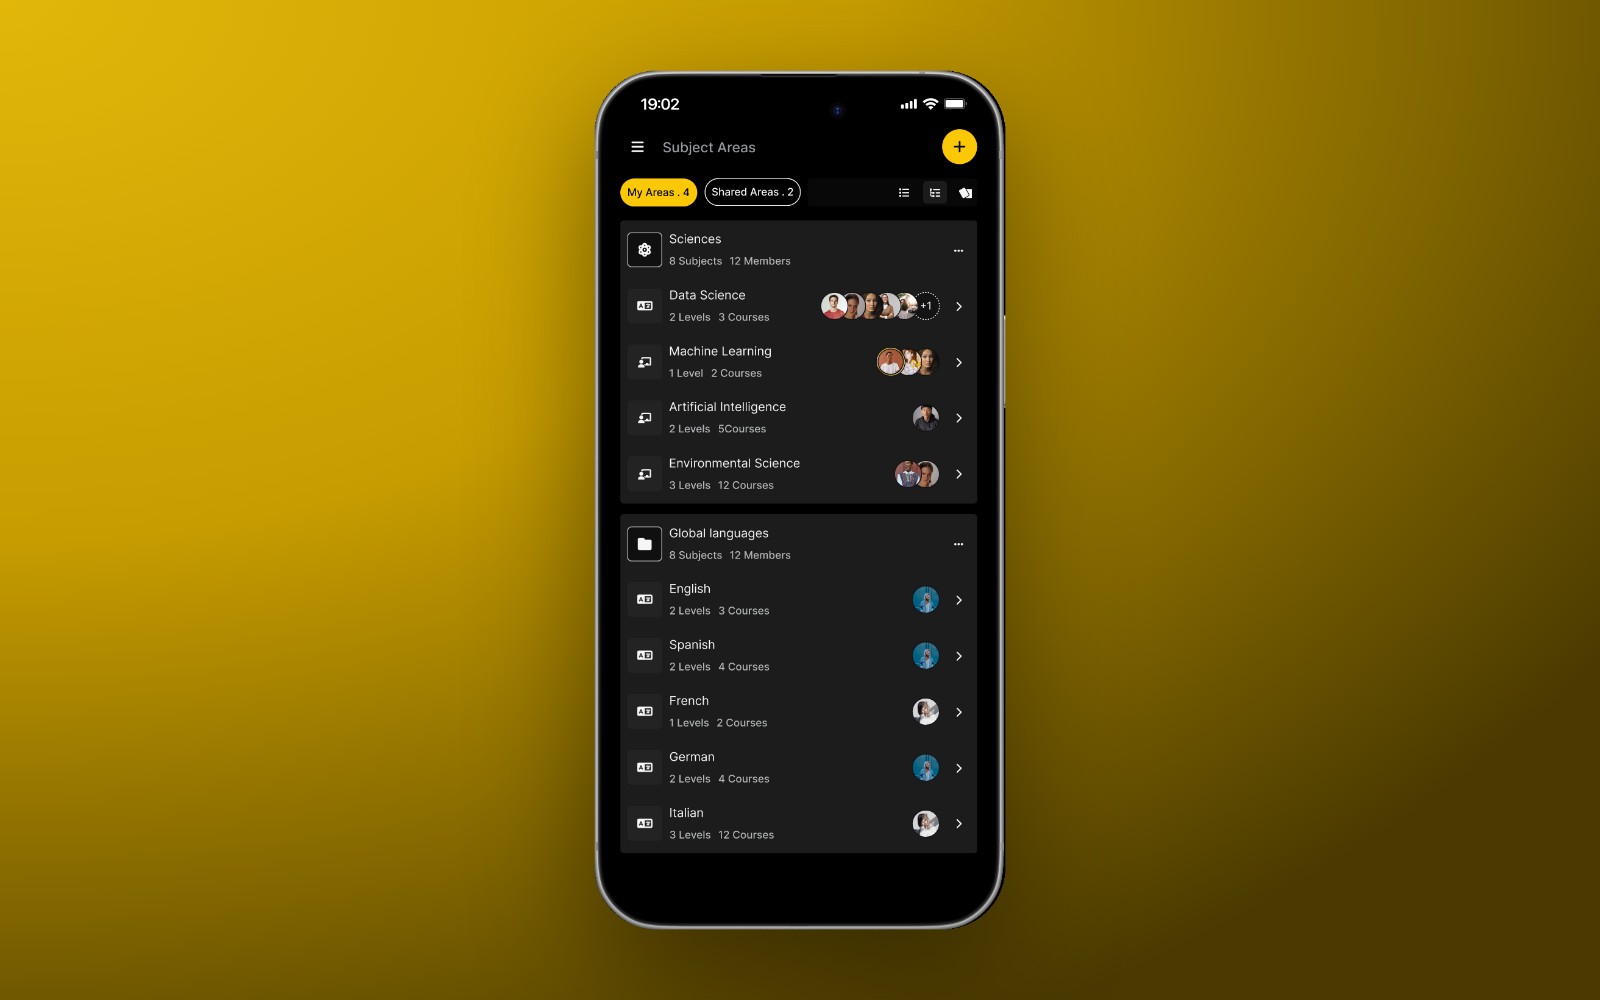 19:02
Subject Areas
My Areas . 4
Shared Areas . 2
Sciences
8 Subjects 12 Members
Data Science
2 Levels 3 Courses
+1
Machine Learning
1 Level 2 Courses
Artificial Intelligence
2 Levels 5Courses
Environmental Science
3 Levels 12 Courses
Global languages
8 Subjects 12 Members
English
2 Levels 3 Courses
Spanish
2 Levels 4 Courses
French
1 Levels 2 Courses
German
2 Levels 4 Courses
Italian
3 Levels 12 Courses